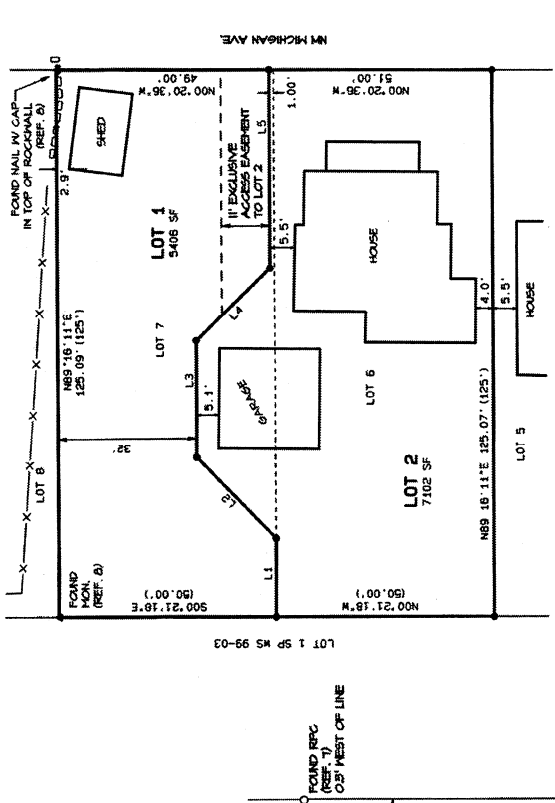 NW MICHIGAN AVE.
FOUND NAIL W/ CAP
IN TOP OF ROCKWALL
(REF. 8)
N00°20'36"W
49.00'
N00°20'36"W
51.00'
SHED
2.9'
1.00'
L5
11' EXCLUSIVE
ACCESS EASEMENT
TO LOT 2
LOT 1
5408 SF
5.5'
HOUSE
4.0'
5.5'
HOUSE
L4
LOT 7
N89°16'11"E
125.09' (125')
L3
5.1'
GARAGE
LOT 6
32'
LOT 8
L2
LOT 2
7102 SF
N89°16'11"E 125.07' (125')
LOT 5
FOUND
MON.
(REF. 8)
L1
S00°21'18"E
(50.00')
N00°21'18"W
(50.00')
LOT 1 SP WS 99-03
FOUND RPC
(REF. 7)
0.5' WEST OF LINE